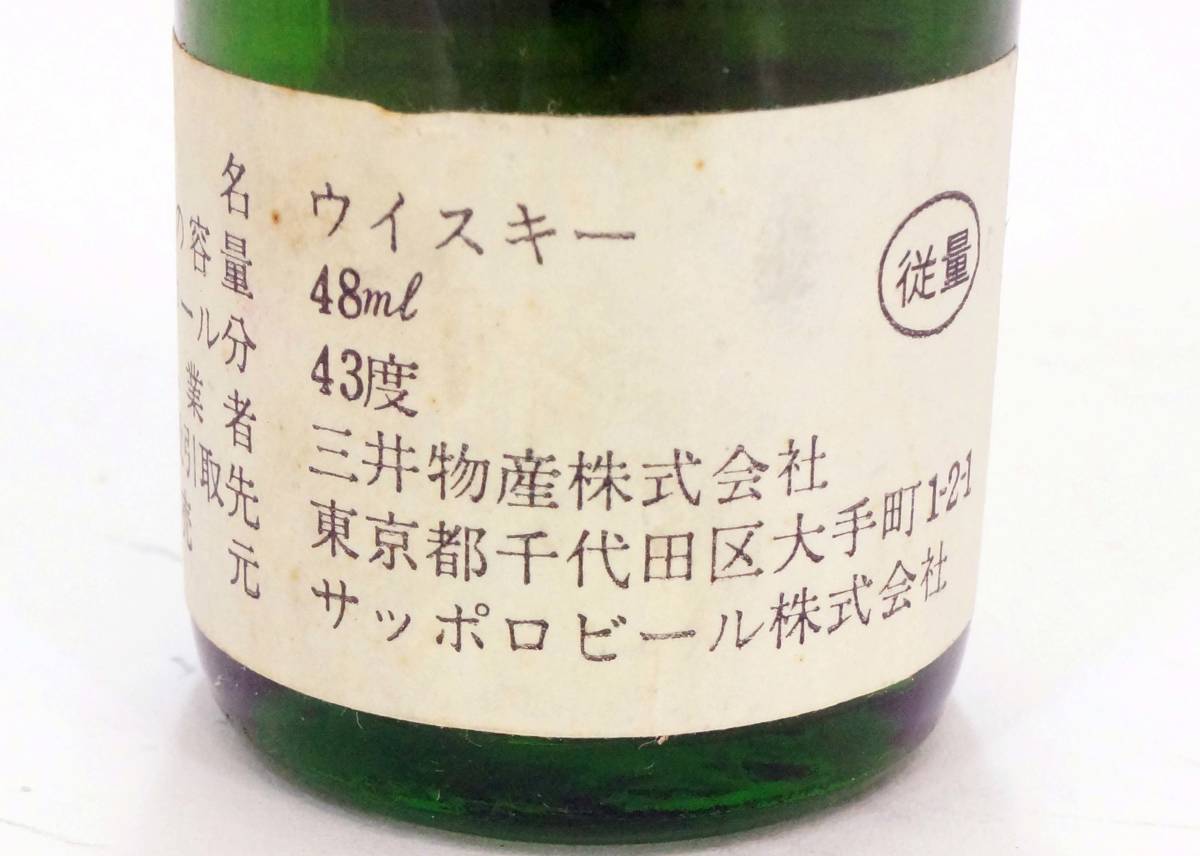 名 ウイスキー
の容量 48ml
ール分 43度
業者 三井物産株式会社
引取先 東京都千代田区大手町1-2-1
元 サッポロビール株式会社
従量